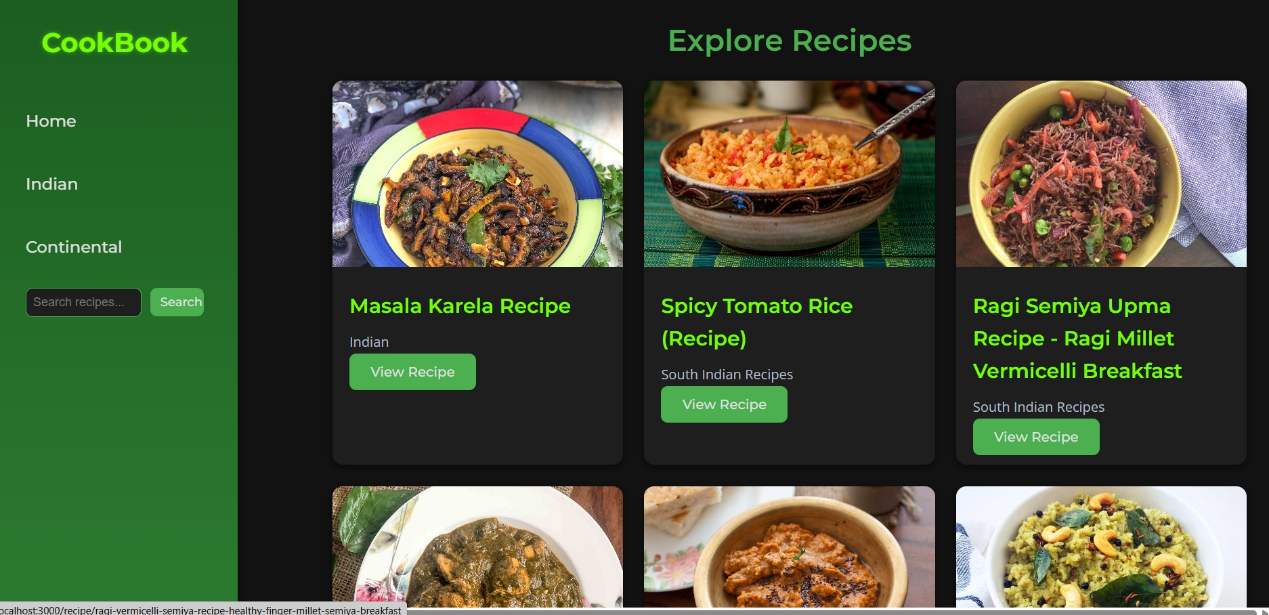 CookBook
Home
Indian
Continental
Search recipes...
Search
Explore Recipes
Masala Karela Recipe
Indian
View Recipe
Spicy Tomato Rice
(Recipe)
South Indian Recipes
View Recipe
Ragi Semiya Upma
Recipe - Ragi Millet
Vermicelli Breakfast
South Indian Recipes
View Recipe
ocalhost:3000/recipe/ragi-vermicelli-semiya-recipe-healthy-finger-millet-semiya-breakfast